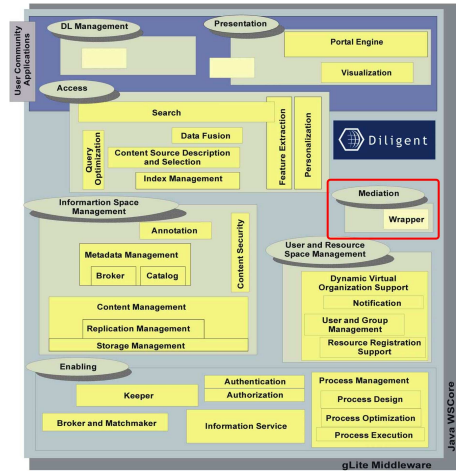 User Community
Applications
DL Management
Presentation
Portal Engine
Visualization
Access
Search
Data Fusion
Query
Optimization
Content Source Description
and Selection
Index Management
Feature Extraction
Personalization
Diligent
Mediation
Wrapper
Informartion Space
Management
Annotation
Content Security
Metadata Management
Broker
Catalog
Content Management
Replication Management
Storage Management
User and Resource
Space Management
Dynamic Virtual
Organization Support
Notification
User and Group
Management
Resource Registration
Support
Enabling
Keeper
Authentication
Authorization
Broker and Matchmaker
Information Service
Process Management
Process Design
Process Optimization
Process Execution
Java WSCore
gLite Middleware